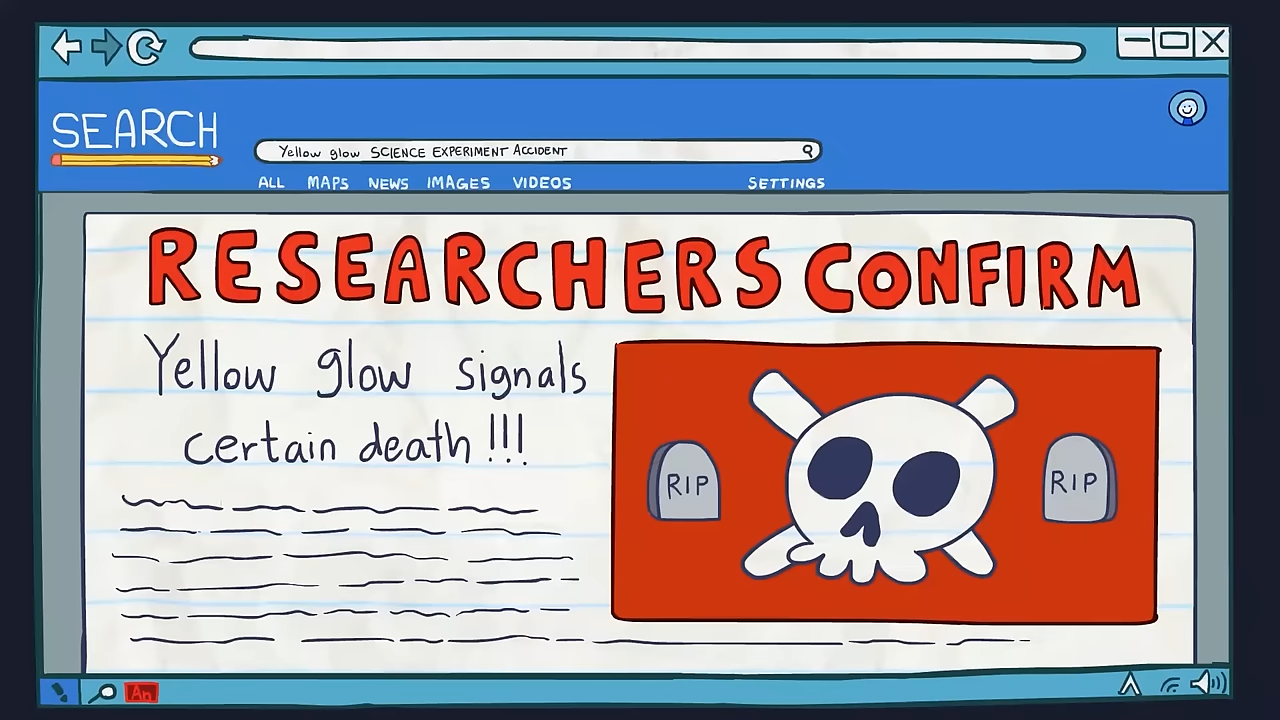 SEARCH
Yellow glow SCIENCE EXPERIMENT ACCIDENT
ALL MAPS NEWS IMAGES VIDEOS SETTINGS
RESEARCHERS CONFIRM
Yellow glow signals
certain death!!!
RIP
RIP
An